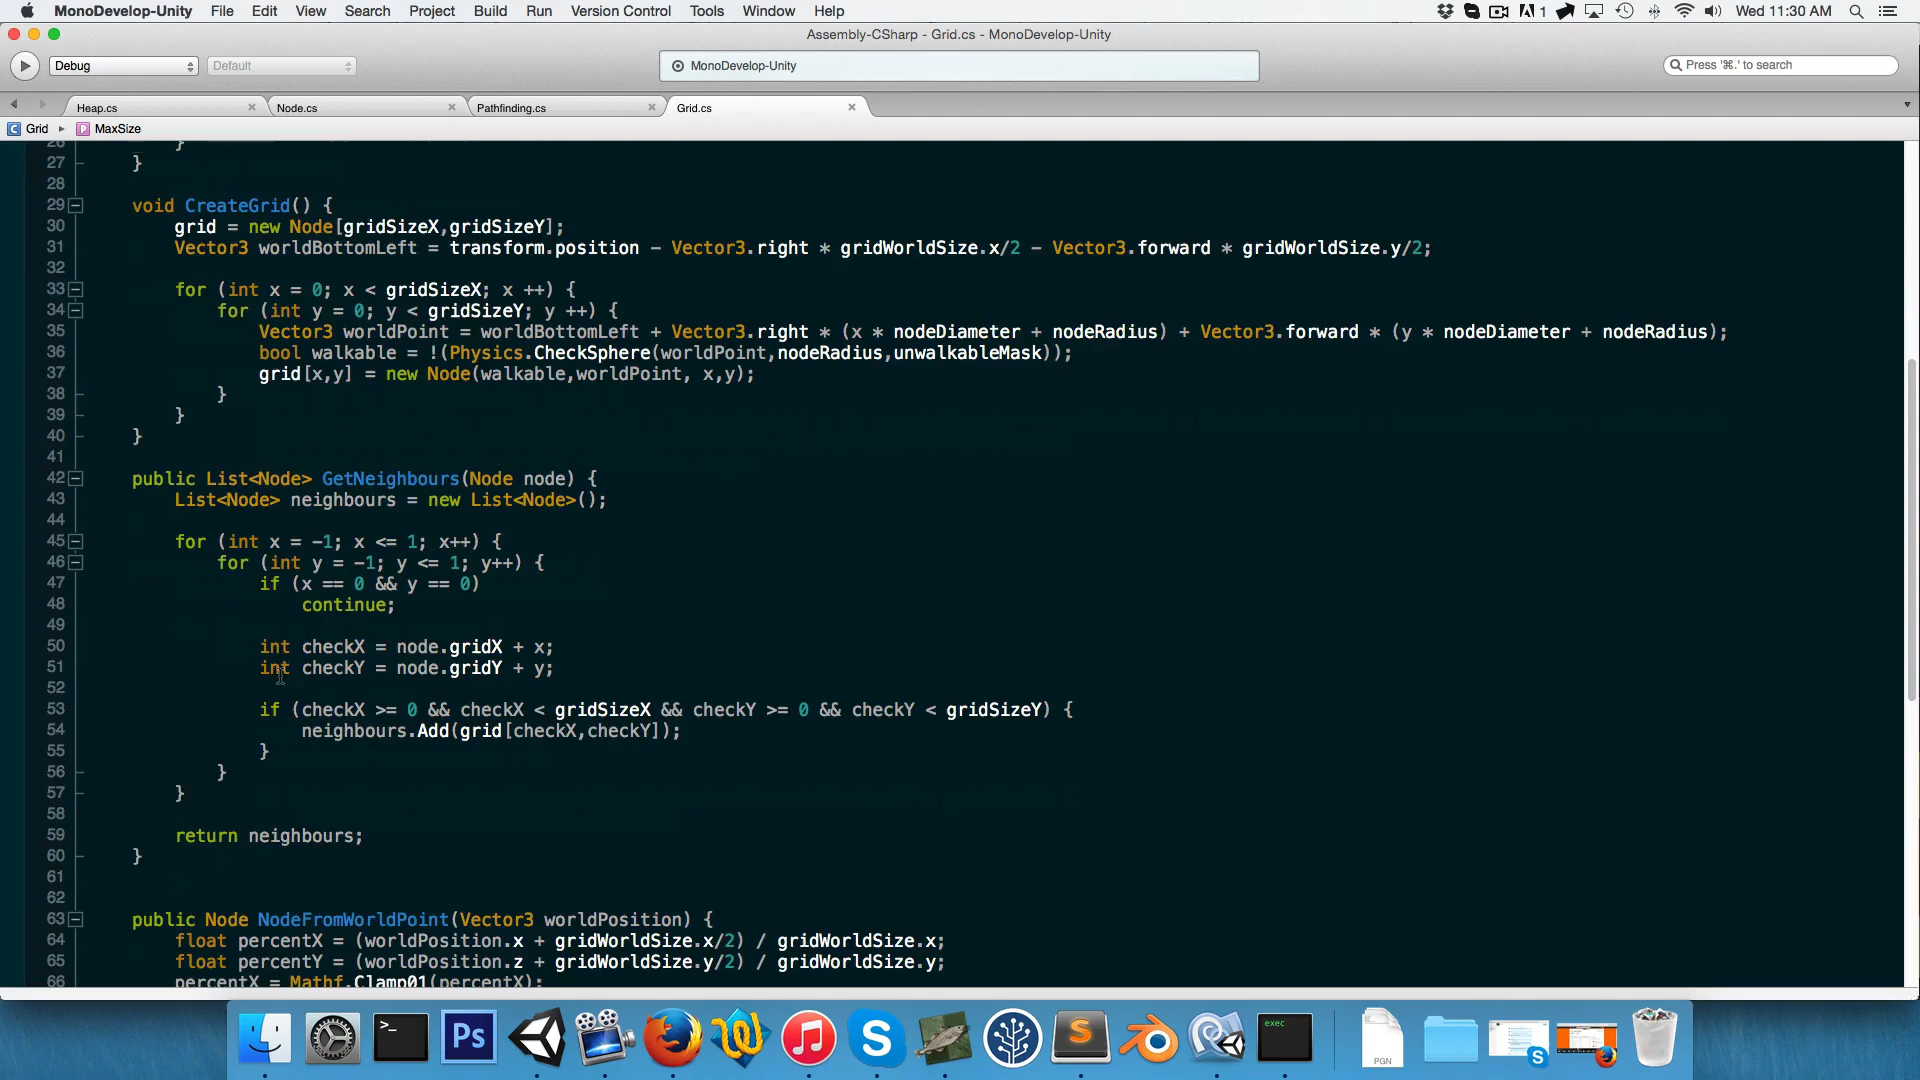 MonoDevelop-Unity File Edit View Search Project Build Run Version Control Tools Window Help 1 Wed 11:30 AM
Assembly-CSharp - Grid.cs - MonoDevelop-Unity
Debug Default MonoDevelop-Unity Press '⌘.' to search
Heap.cs Node.cs Pathfinding.cs Grid.cs
Grid MaxSize
26 }
27 }
28
29 void CreateGrid() {
30 grid = new Node[gridSizeX,gridSizeY];
31 Vector3 worldBottomLeft = transform.position - Vector3.right * gridWorldSize.x/2 - Vector3.forward * gridWorldSize.y/2;
32
33 for (int x = 0; x < gridSizeX; x ++) {
34 for (int y = 0; y < gridSizeY; y ++) {
35 Vector3 worldPoint = worldBottomLeft + Vector3.right * (x * nodeDiameter + nodeRadius) + Vector3.forward * (y * nodeDiameter + nodeRadius);
36 bool walkable = !(Physics.CheckSphere(worldPoint,nodeRadius,unwalkableMask));
37 grid[x,y] = new Node(walkable,worldPoint, x,y);
38 }
39 }
40 }
41
42 public List<Node> GetNeighbours(Node node) {
43 List<Node> neighbours = new List<Node>();
44
45 for (int x = -1; x <= 1; x++) {
46 for (int y = -1; y <= 1; y++) {
47 if (x == 0 && y == 0)
48 continue;
49
50 int checkX = node.gridX + x;
51 int checkY = node.gridY + y;
52
53 if (checkX >= 0 && checkX < gridSizeX && checkY >= 0 && checkY < gridSizeY) {
54 neighbours.Add(grid[checkX,checkY]);
55 }
56 }
57 }
58
59 return neighbours;
60 }
61
62
63 public Node NodeFromWorldPoint(Vector3 worldPosition) {
64 float percentX = (worldPosition.x + gridWorldSize.x/2) / gridWorldSize.x;
65 float percentY = (worldPosition.z + gridWorldSize.y/2) / gridWorldSize.y;
66 percentX = Mathf.Clamp01(percentX);
>_ Ps S S exec PGN S